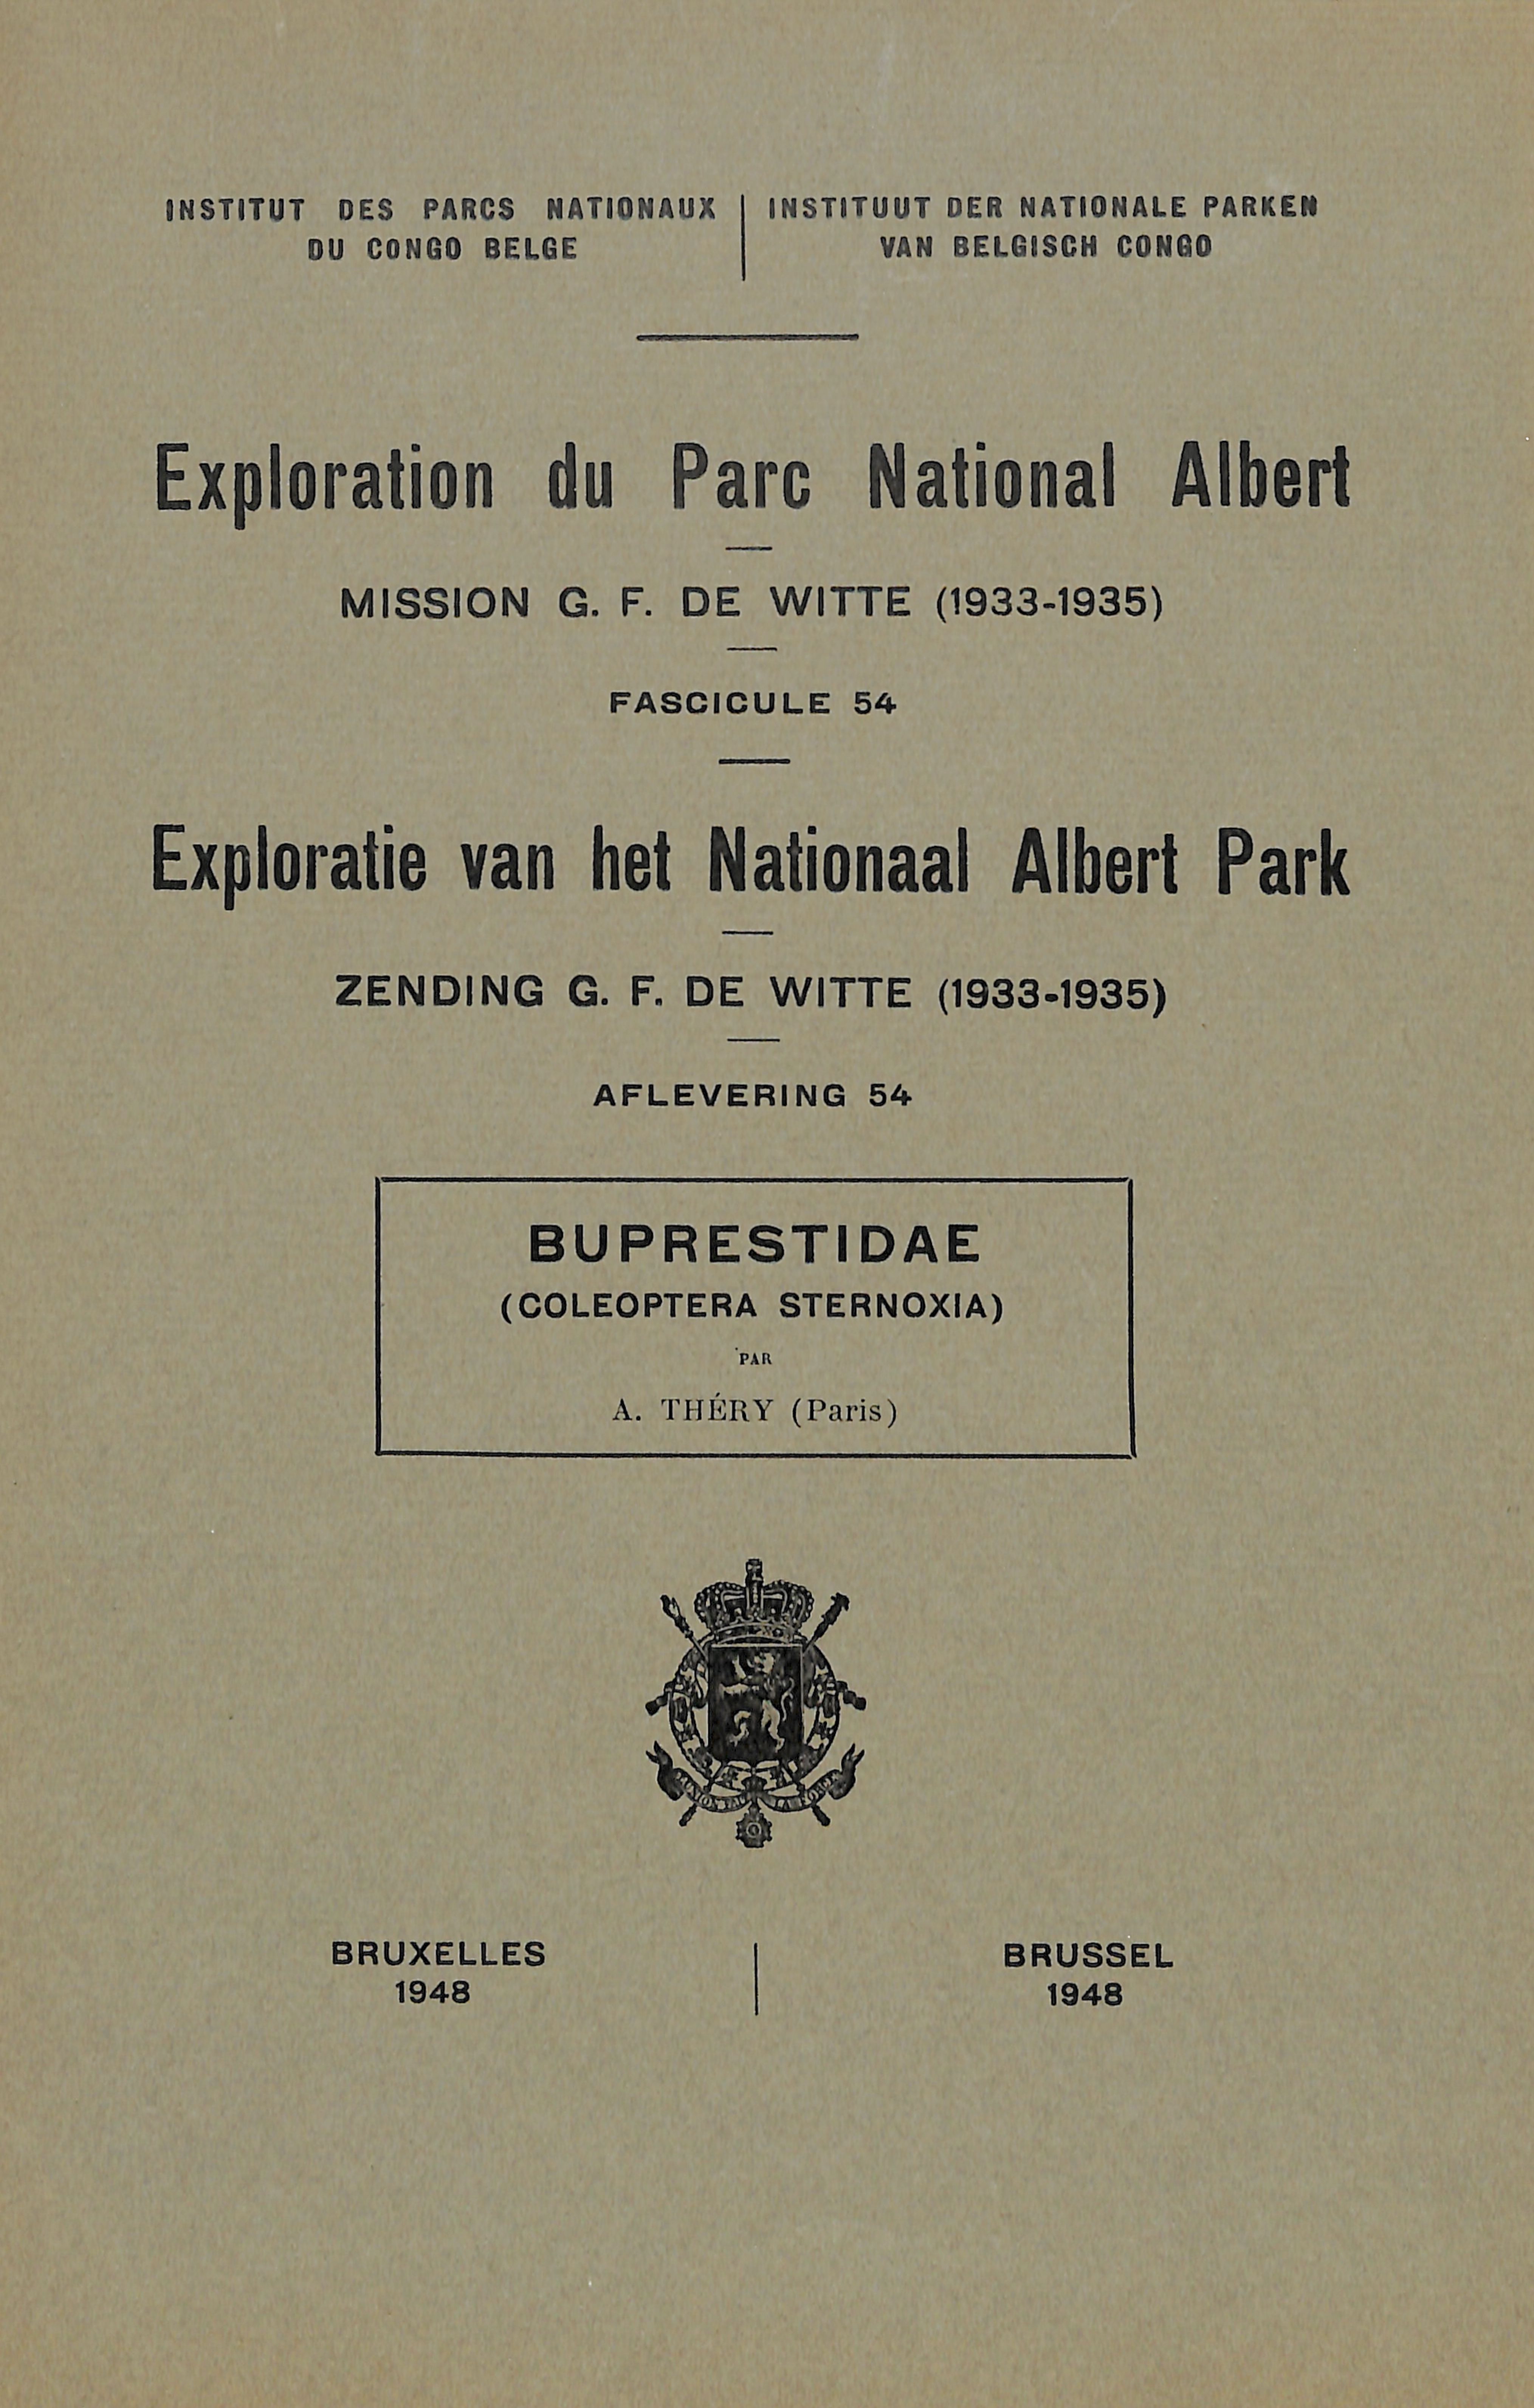 INSTITUT DES PARCS NATIONAUX
DU CONGO BELGE
INSTITUUT DER NATIONALE PARKEN
VAN BELGISCH CONGO
Exploration du Parc National Albert
MISSION G. F. DE WITTE (1933-1935)
FASCICULE 54
Exploratie van het Nationaal Albert Park
ZENDING G. F. DE WITTE (1933-1935)
AFLEVERING 54
BUPRESTIDAE
(COLEOPTERA STERNOXIA)
PAR
A. THÉRY (Paris)
BRUXELLES
1948
BRUSSEL
1948